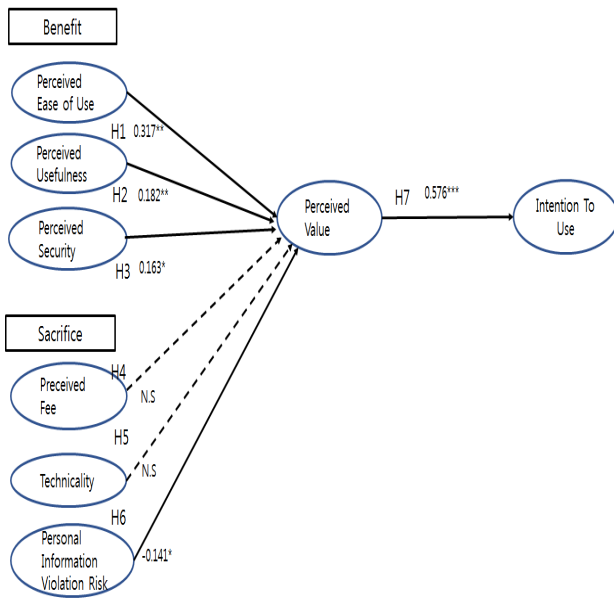 Benefit
Perceived
Ease of Use
H1 0.317**
Perceived
Usefulness
H2 0.182**
Perceived
Security
H3 0.163*
Perceived
Value
H7 0.576***
Intention To
Use
Sacrifice
H4
Preceived
Fee
N.S
H5
Technicality
N.S
H6
Personal
Information
Violation Risk
-0.141*